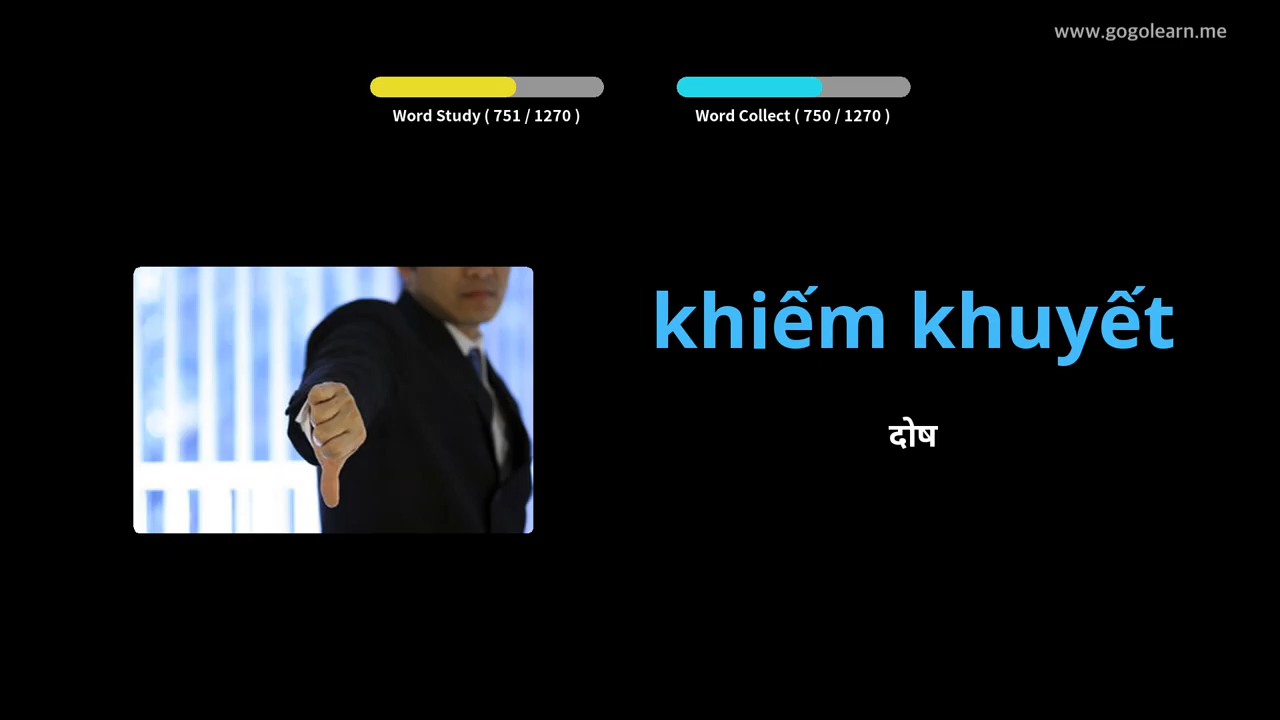 www.gogolearn.me
Word Study ( 751 / 1270 )
Word Collect ( 750 / 1270 )
khiếm khuyết
दोष